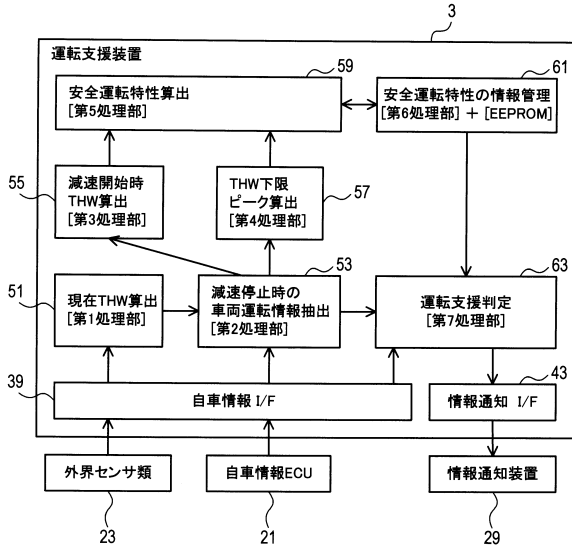 3
運転支援装置
59
61
安全運転特性算出
[第5処理部]
安全運転特性の情報管理
[第6処理部] + [EEPROM]
55
減速開始時
THW算出
[第3処理部]
THW下限
ピーク算出
[第4処理部]
57
51
53
63
現在THW算出
[第1処理部]
減速停止時の
車両運転情報抽出
[第2処理部]
運転支援判定
[第7処理部]
39
43
自車情報 I/F
情報通知 I/F
外界センサ類
自車情報ECU
情報通知装置
23
21
29